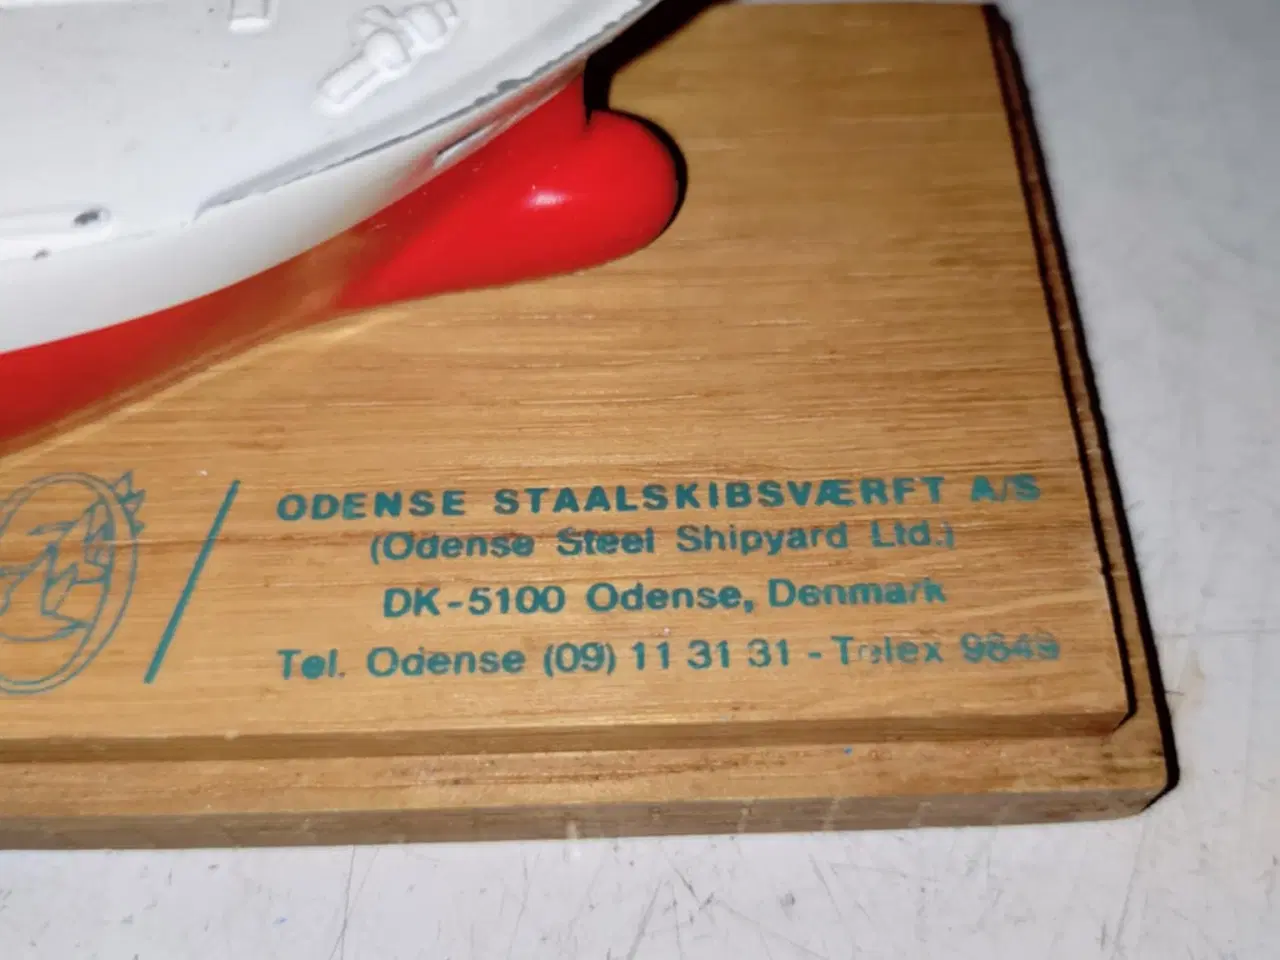 ODENSE STAALSKIBSVÆRFT A/S
(Odense Steel Shipyard Ltd.)
DK-5100 Odense, Denmark
Tel. Odense (09) 11 31 31 - Telex 9849